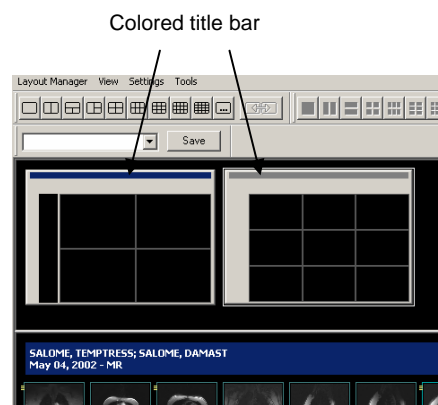 Colored title bar
Layout Manager View Settings Tools
Save
SALOME, TEMPTRESS; SALOME, DAMAST
May 04, 2002 - MR